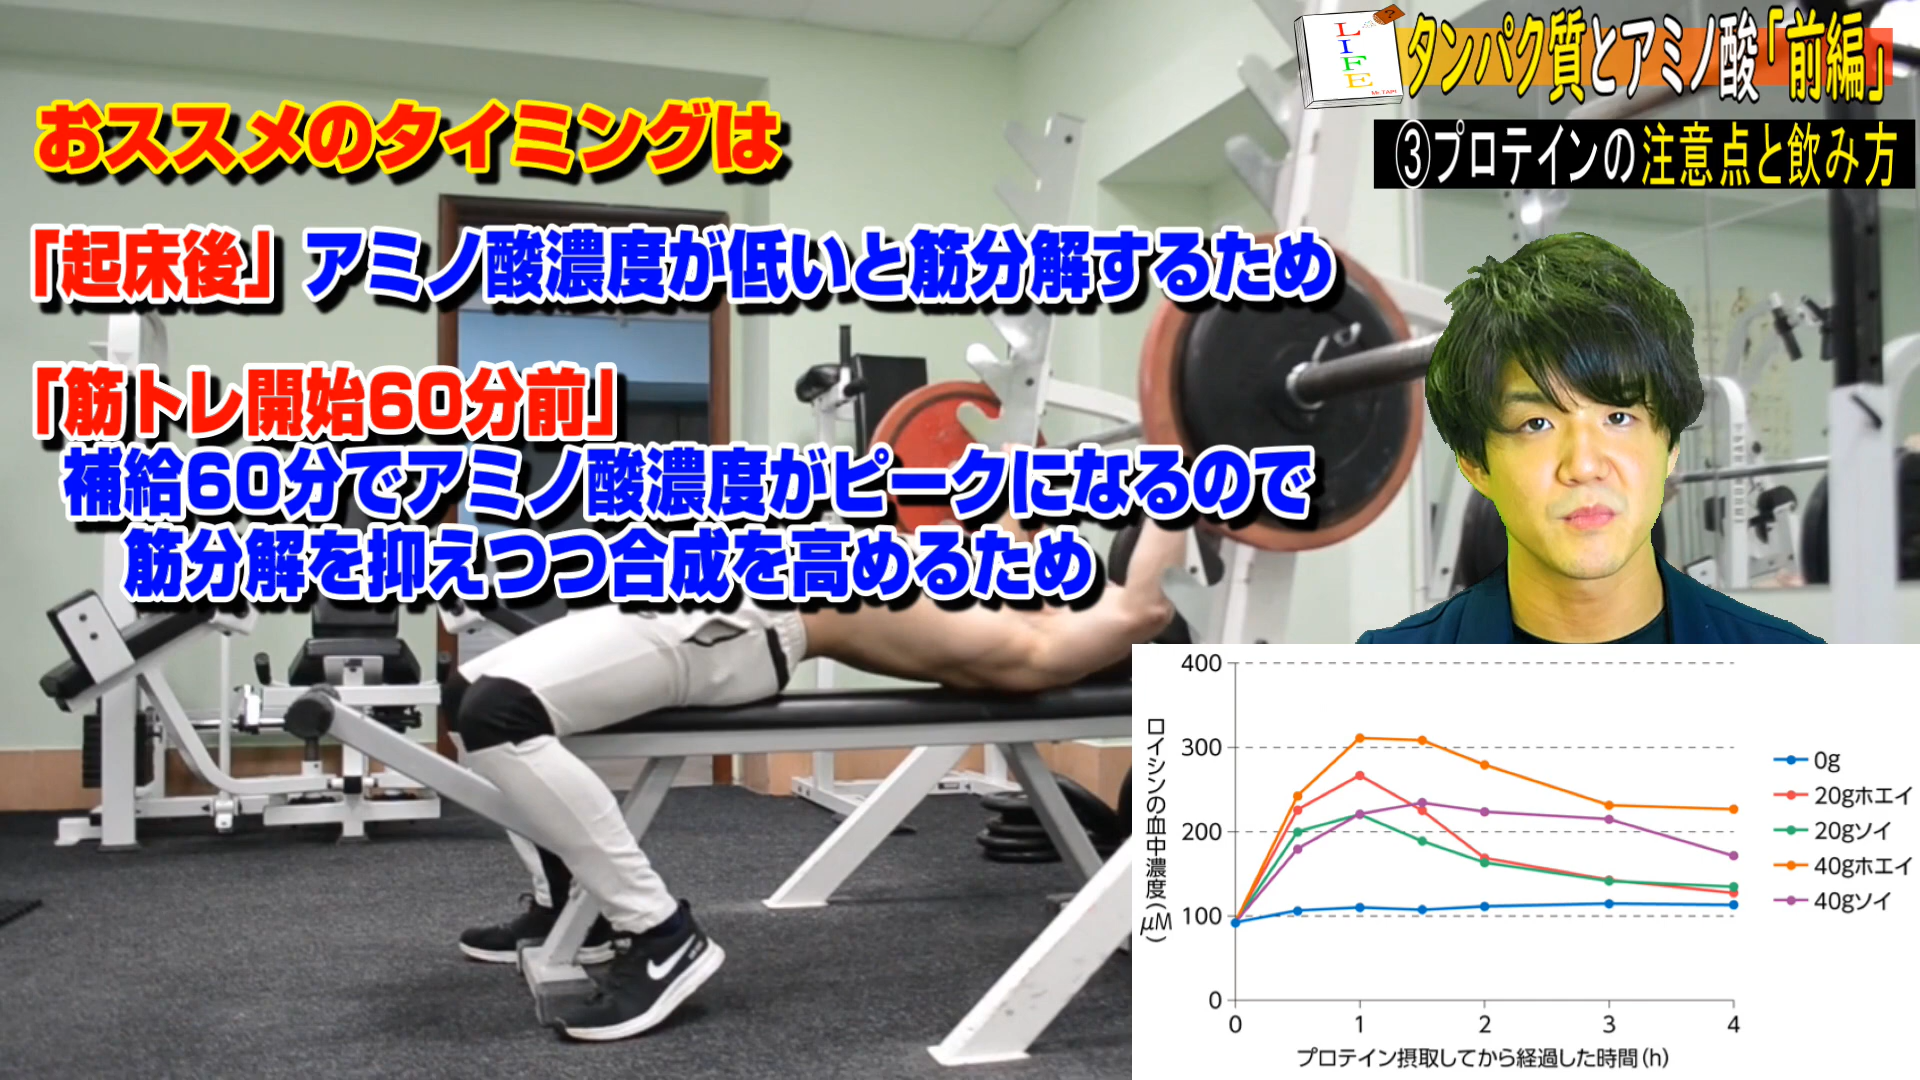 LIFE
タンパク質とアミノ酸「前編」
③プロテインの注意点と飲み方
おススメのタイミングは
「起床後」アミノ酸濃度が低いと筋分解するため
「筋トレ開始60分前」
補給60分でアミノ酸濃度がピークになるので
筋分解を抑えつつ合成を高めるため
ロイシンの血中濃度(μM)
400
300
200
100
0
0 1 2 3 4
プロテイン摂取してから経過した時間(h)
0g
20gホエイ
20gソイ
40gホエイ
40gソイ